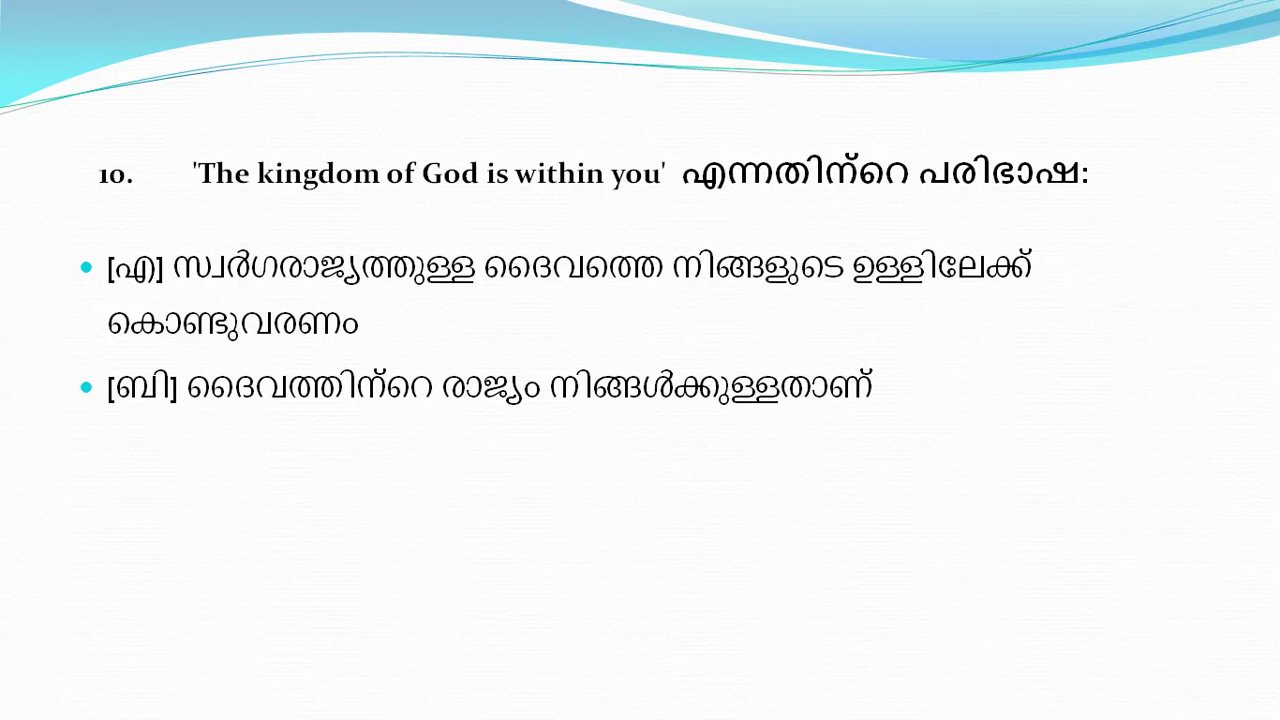 10. 'The kingdom of God is within you' എന്നതിന്റെ പരിഭാഷ:
• [എ] സ്വർഗരാജ്യത്തുള്ള ദൈവത്തെ നിങ്ങളുടെ ഉള്ളിലേക്ക്
കൊണ്ടുവരണം
• [ബി] ദൈവത്തിന്റെ രാജ്യം നിങ്ങൾക്കുള്ളതാണ്